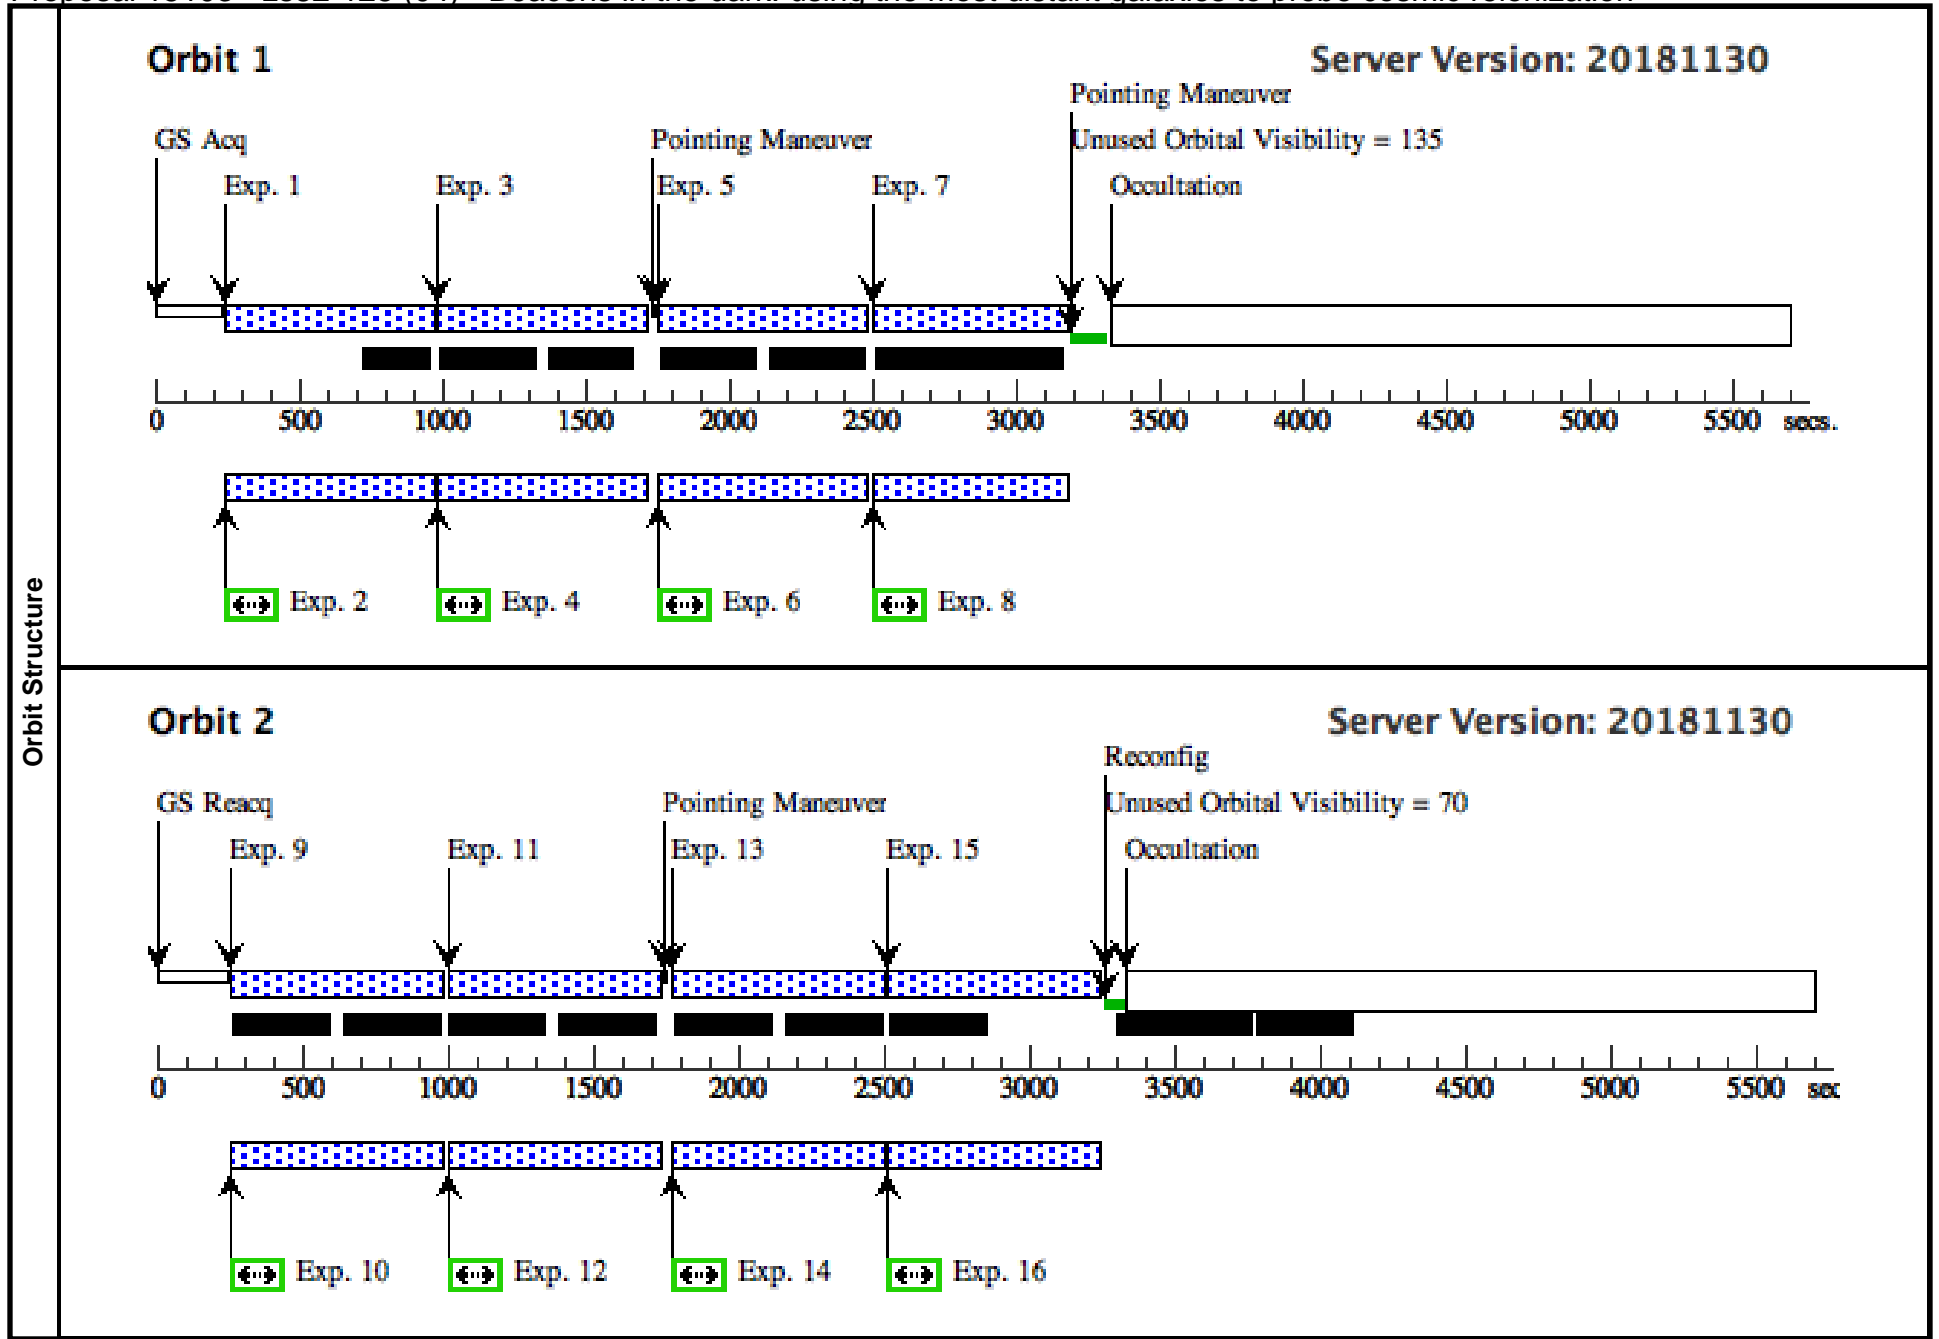 Orbit Structure
Orbit 1
Server Version: 20181130
Pointing Maneuver
GS Acq
Pointing Maneuver
Unused Orbital Visibility = 135
Exp. 1
Exp. 3
Exp. 5
Exp. 7
Occultation
0 500 1000 1500 2000 2500 3000 3500 4000 4500 5000 5500 secs.
Exp. 2
Exp. 4
Exp. 6
Exp. 8
Orbit 2
Server Version: 20181130
Reconfig
GS Reacq
Pointing Maneuver
Unused Orbital Visibility = 70
Exp. 9
Exp. 11
Exp. 13
Exp. 15
Occultation
0 500 1000 1500 2000 2500 3000 3500 4000 4500 5000 5500 sec
Exp. 10
Exp. 12
Exp. 14
Exp. 16